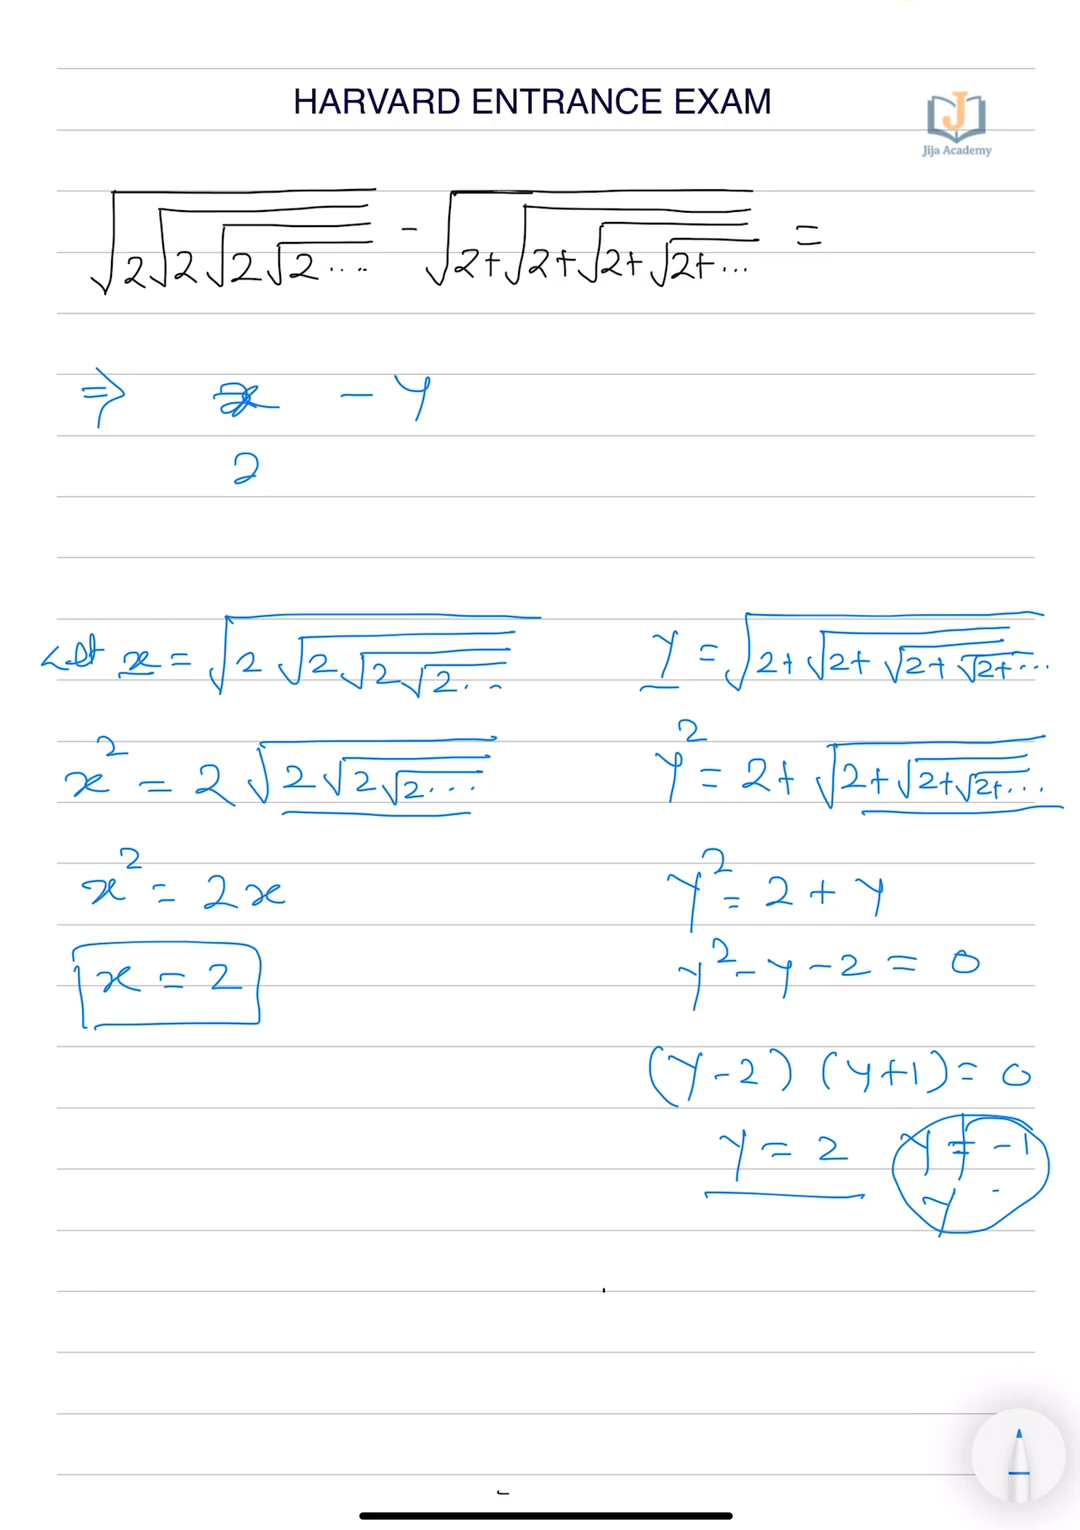 HARVARD ENTRANCE EXAM
J
Jija Academy
√2√2√2√2.... - √2+√2+√2+√2+... =
⇒ x - y
2
Let x = √2√2√2√2...
y = √2+√2+√2+√2+...
x² = 2√2√2√2...
y² = 2+√2+√2+√2+...
x² = 2x
y² = 2+y
x = 2
y²-y-2 = 0
(y-2) (y+1) = 0
y = 2 y = -1
y